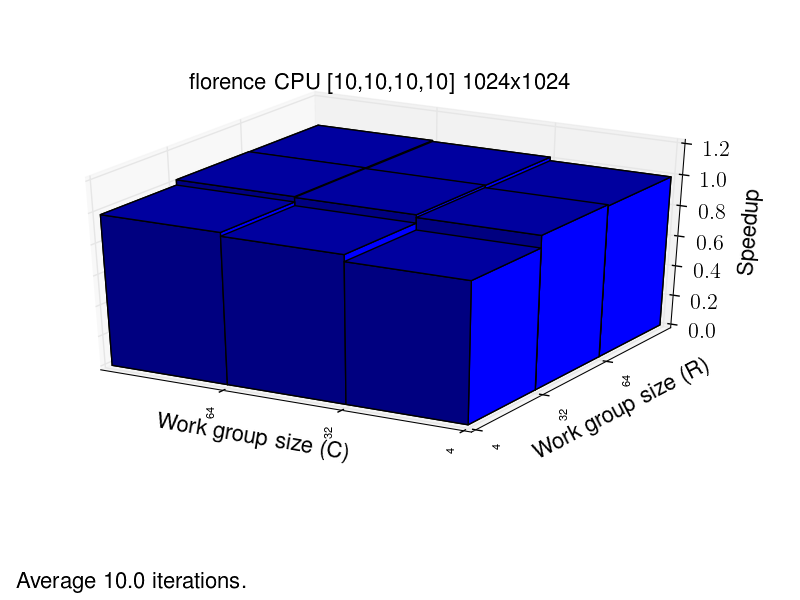 florence CPU [10,10,10,10] 1024x1024
1.2
1.0
0.8
0.6
0.4
0.2
0.0
Speedup
64
32
4
Work group size (C)
4
32
64
Work group size (R)
Average 10.0 iterations.